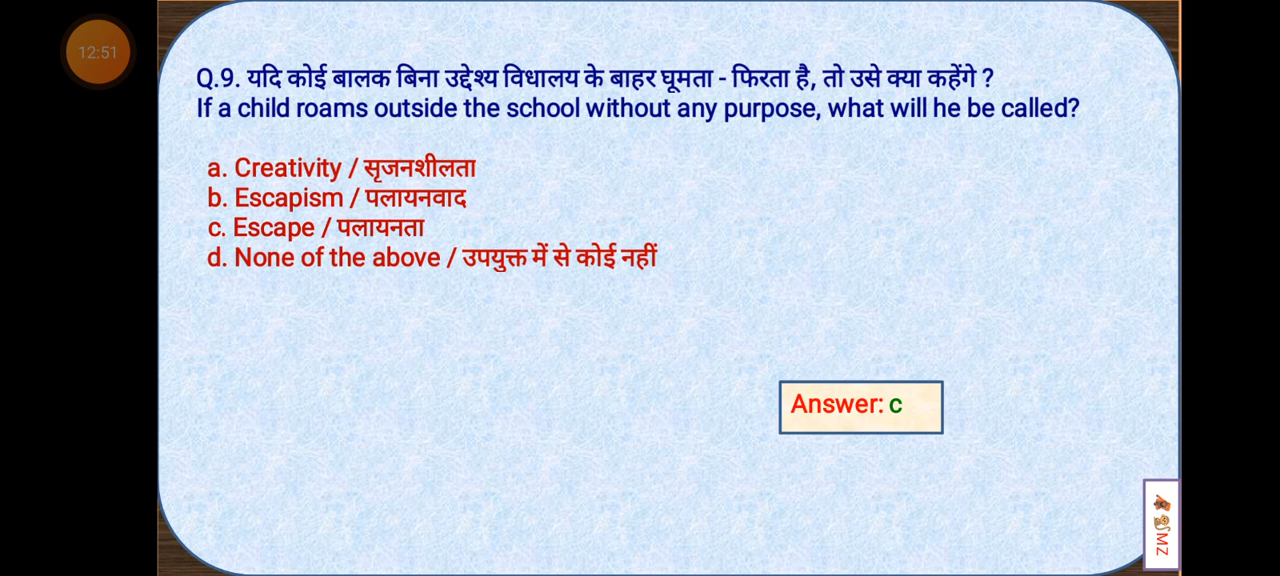 12:51
Q.9. यदि कोई बालक बिना उद्देश्य विधालय के बाहर घूमता - फिरता है, तो उसे क्या कहेंगे ?
If a child roams outside the school without any purpose, what will he be called?
a. Creativity / सृजनशीलता
b. Escapism / पलायनवाद
c. Escape / पलायनता
d. None of the above / उपयुक्त में से कोई नहीं
Answer: c
MZ